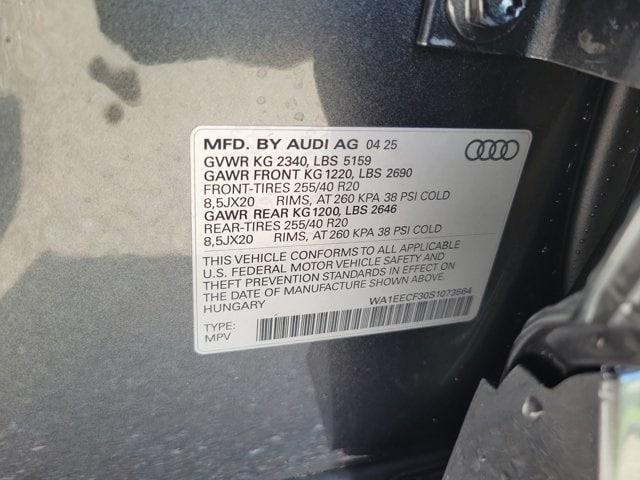 MFD. BY AUDI AG 04 25
GVWR KG 2340, LBS 5159
GAWR FRONT KG 1220, LBS 2690
FRONT-TIRES 255/40 R20
8,5JX20 RIMS, AT 260 KPA 38 PSI COLD
GAWR REAR KG 1200, LBS 2646
REAR-TIRES 255/40 R20
8,5JX20 RIMS, AT 260 KPA 38 PSI COLD
THIS VEHICLE CONFORMS TO ALL APPLICABLE
U.S. FEDERAL MOTOR VEHICLE SAFETY AND
THEFT PREVENTION STANDARDS IN EFFECT ON
THE DATE OF MANUFACTURE SHOWN ABOVE.
HUNGARY
WA1EECF30S1073564
TYPE:
MPV